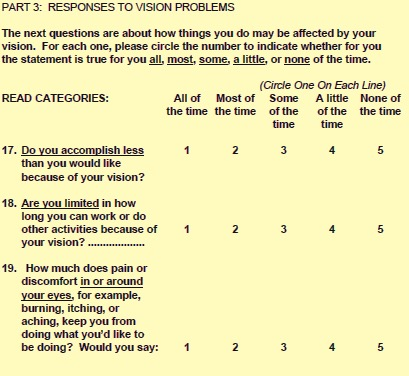 PART 3: RESPONSES TO VISION PROBLEMS
The next questions are about how things you do may be affected by your
vision. For each one, please circle the number to indicate whether for you
the statement is true for you all, most, some, a little, or none of the time.
(Circle One On Each Line)
READ CATEGORIES: All of Most of Some A little None of
the time the time of the of the the time
time time
17. Do you accomplish less 1 2 3 4 5
than you would like
because of your vision?
18. Are you limited in how
long you can work or do
other activities because of 1 2 3 4 5
your vision? ...................
19. How much does pain or
discomfort in or around
your eyes, for example,
burning, itching, or
aching, keep you from
doing what you'd like to
be doing? Would you say: 1 2 3 4 5